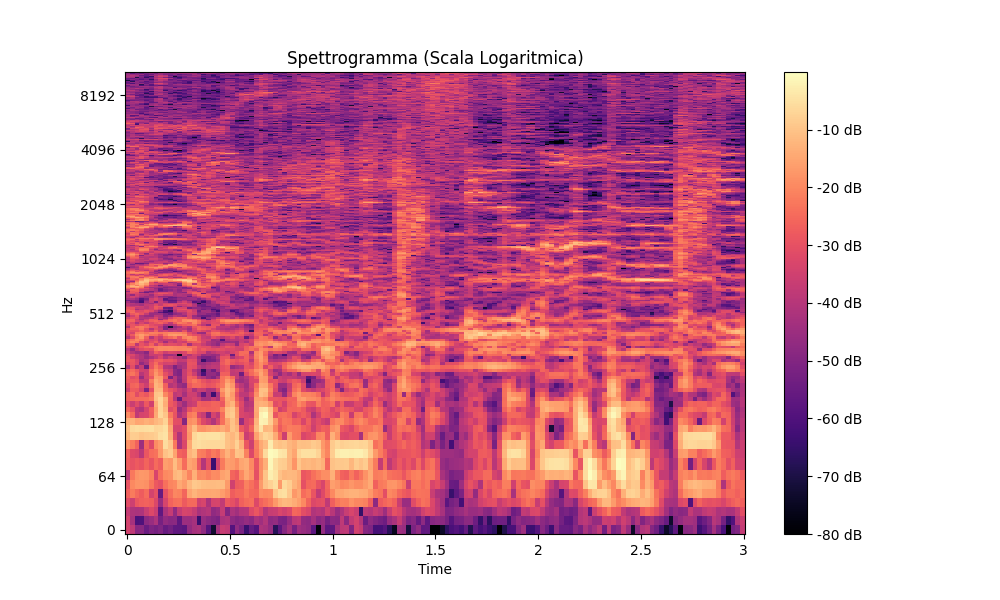 Spettrogramma (Scala Logaritmica)
Hz
8192
4096
2048
1024
512
256
128
64
0
0 0.5 1 1.5 2 2.5 3
Time
-10 dB
-20 dB
-30 dB
-40 dB
-50 dB
-60 dB
-70 dB
-80 dB